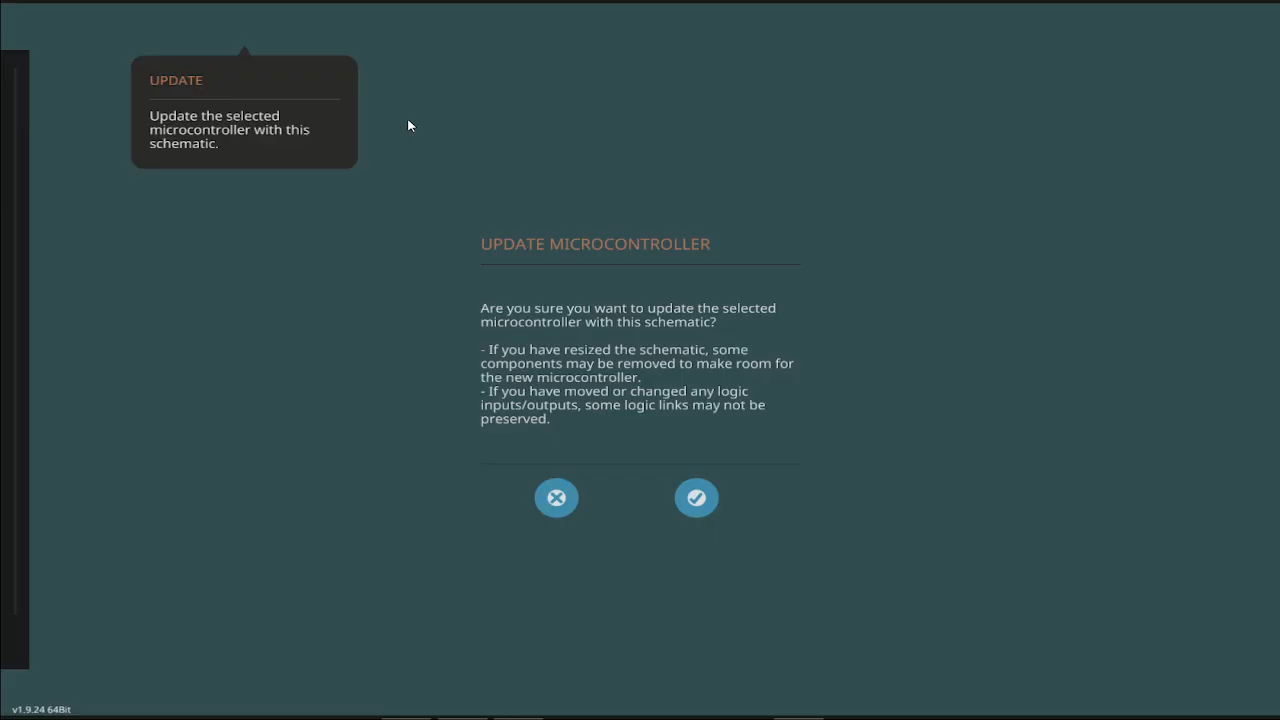 UPDATE
Update the selected
microcontroller with this
schematic.
UPDATE MICROCONTROLLER
Are you sure you want to update the selected
microcontroller with this schematic?
- If you have resized the schematic, some
components may be removed to make room for
the new microcontroller.
- If you have moved or changed any logic
inputs/outputs, some logic links may not be
preserved.
v1.9.24 64Bit